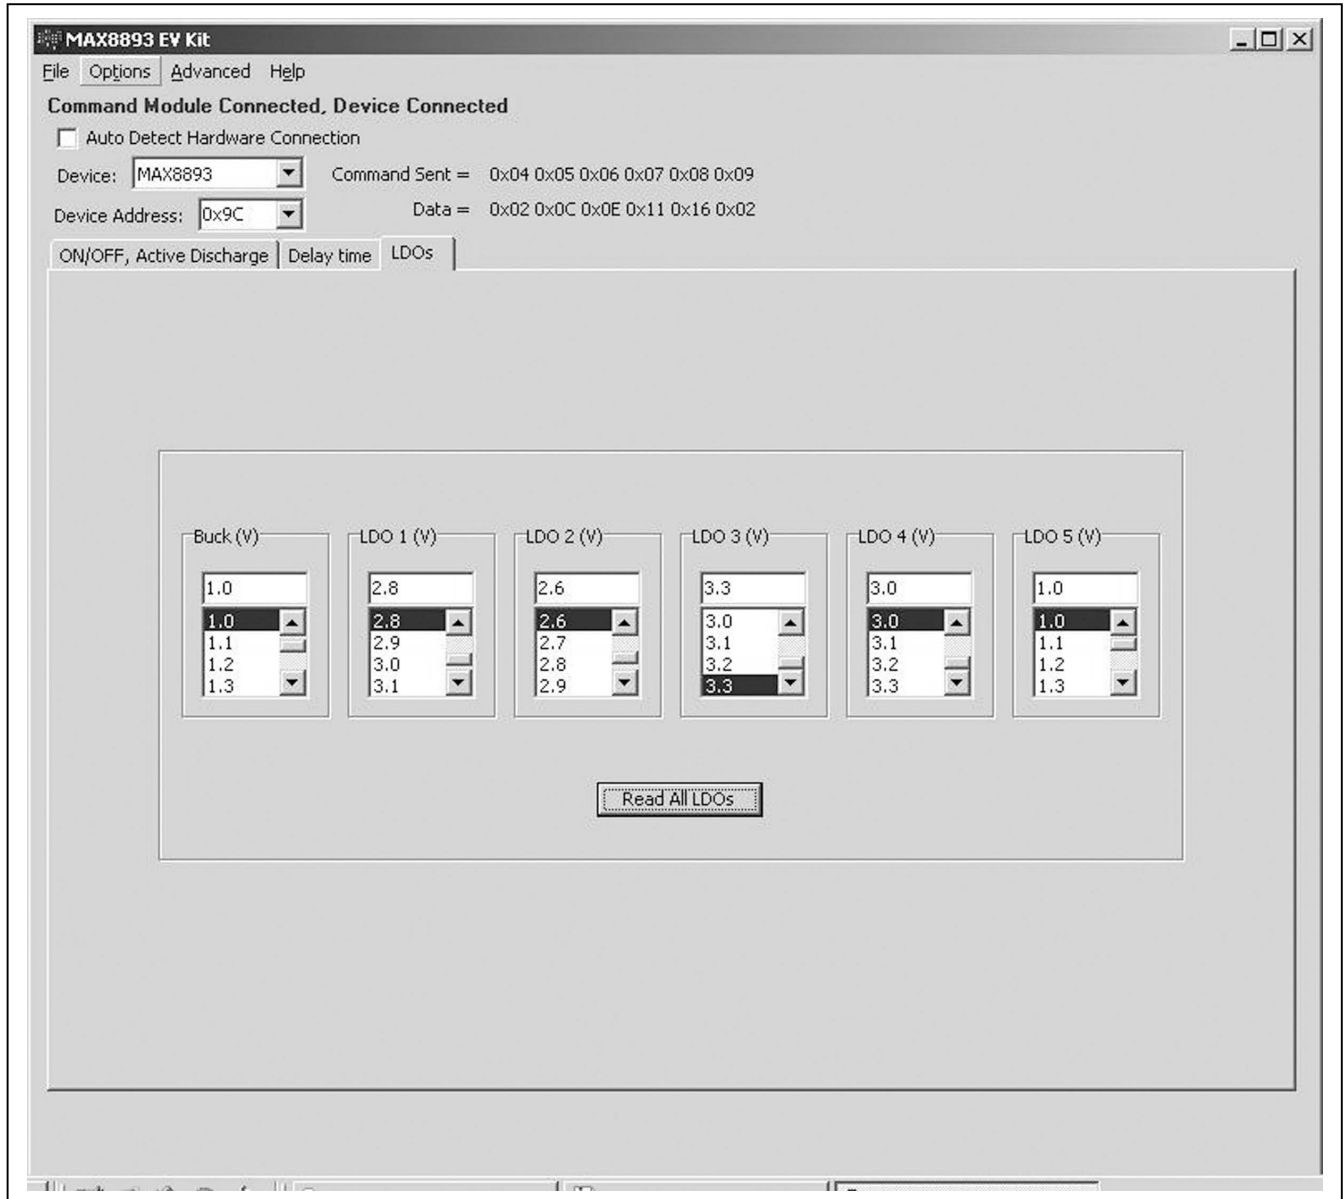 MAX8893 EV Kit
File Options Advanced Help
Command Module Connected, Device Connected
Auto Detect Hardware Connection
Device: MAX8893 Command Sent = 0x04 0x05 0x06 0x07 0x08 0x09
Device Address: 0x9C Data = 0x02 0x0C 0x0E 0x11 0x16 0x02
ON/OFF, Active Discharge Delay time LDOs
Buck (V) LDO 1 (V) LDO 2 (V) LDO 3 (V) LDO 4 (V) LDO 5 (V)
1.0 2.8 2.6 3.3 3.0 1.0
1.0 2.8 2.6 3.0 3.0 1.0
1.1 2.9 2.7 3.1 3.1 1.1
1.2 3.0 2.8 3.2 3.2 1.2
1.3 3.1 2.9 3.3 3.3 1.3
Read All LDOs